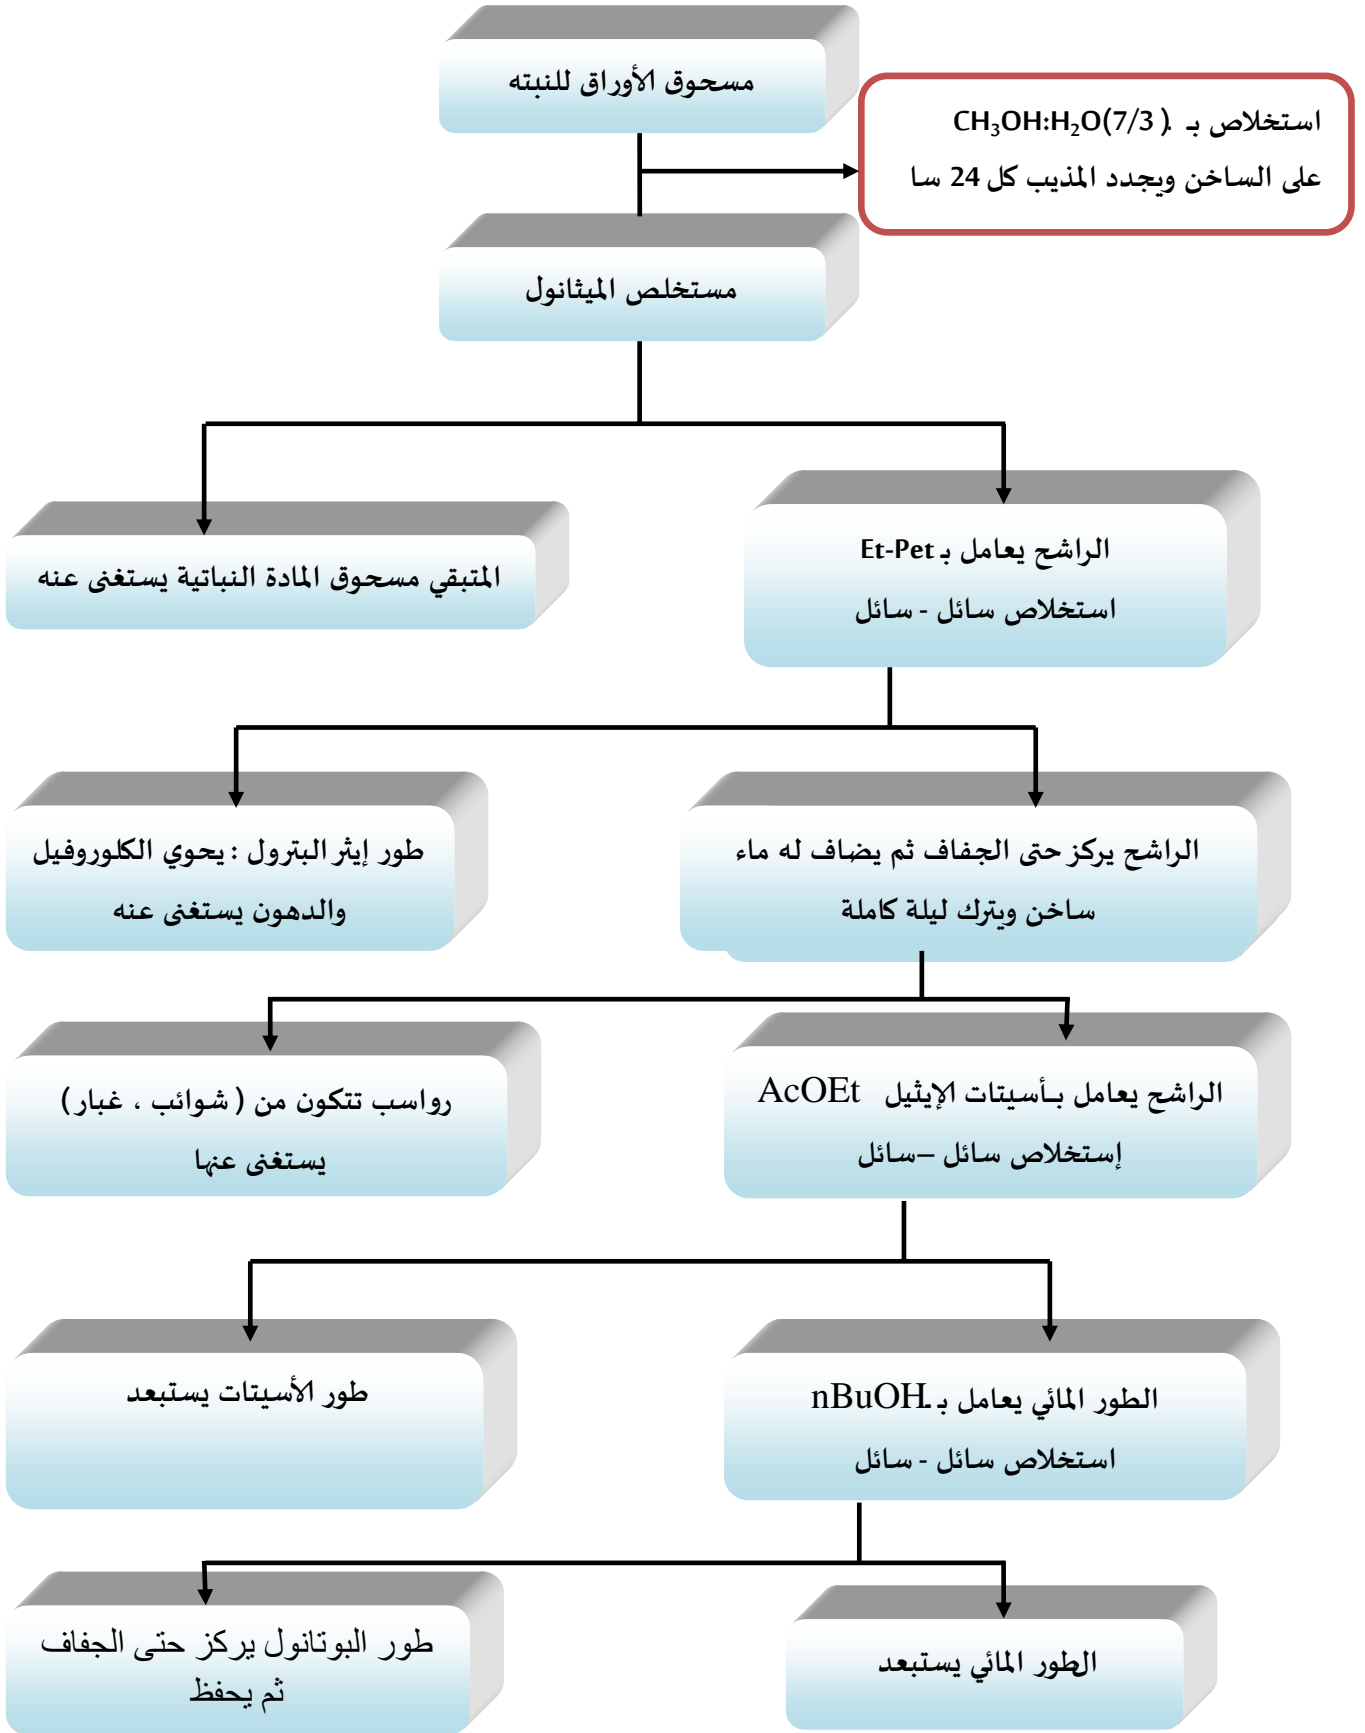 مسحوق الأوراق للنبته
استخلاص بـ CH₃OH:H₂O(7/3 ).
على الساخن ويجدد المذيب كل 24 سا
مستخلص الميثانول
الراشح يعامل بـ Et-Pet
استخلاص سائل - سائل
المتبقي مسحوق المادة النباتية يستغنى عنه
الراشح يركز حتى الجفاف ثم يضاف له ماء
ساخن ويترك ليلة كاملة
طور إيثر البترول : يحوي الكلوروفيل
والدهون يستغنى عنه
الراشح يعامل بـأسيتات الإيثيل AcOEt
إستخلاص سائل –سائل
رواسب تتكون من ( شوائب ، غبار )
يستغنى عنها
الطور المائي يعامل بـ nBuOH
استخلاص سائل - سائل
طور الأسيتات يستبعد
الطور المائي يستبعد
طور البوتانول يركز حتى الجفاف
ثم يحفظ